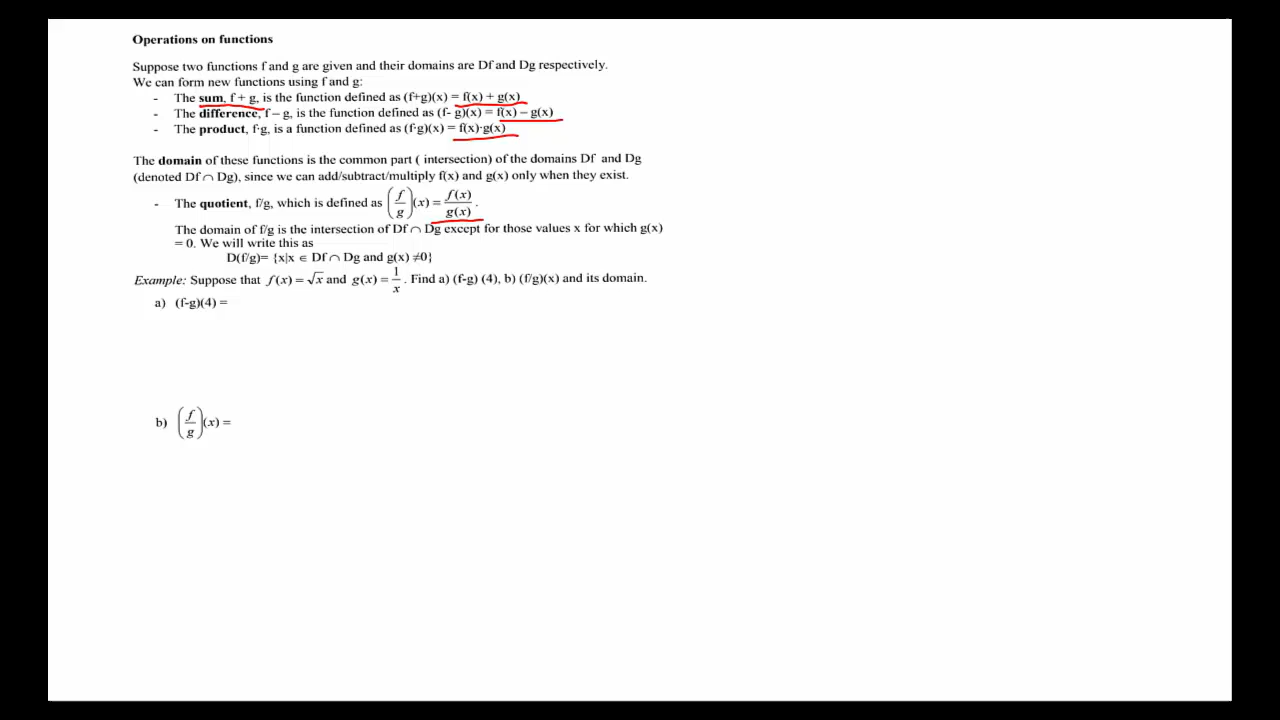 Operations on functions
Suppose two functions f and g are given and their domains are Df and Dg respectively.
We can form new functions using f and g:
- The sum, f + g, is the function defined as (f+g)(x) = f(x) + g(x)
- The difference, f – g, is the function defined as (f- g)(x) = f(x) – g(x)
- The product, f·g, is a function defined as (f·g)(x) = f(x)·g(x)
The domain of these functions is the common part ( intersection) of the domains Df and Dg
(denoted Df ∩ Dg), since we can add/subtract/multiply f(x) and g(x) only when they exist.
- The quotient, f/g, which is defined as (f/g)(x) = f(x)/g(x) .
The domain of f/g is the intersection of Df ∩ Dg except for those values x for which g(x)
= 0. We will write this as
D(f/g)= {x|x ∈ Df ∩ Dg and g(x) ≠0}
Example: Suppose that f(x) = √x and g(x) = 1/x . Find a) (f-g) (4), b) (f/g)(x) and its domain.
a) (f-g)(4) =
b) (f/g)(x) =